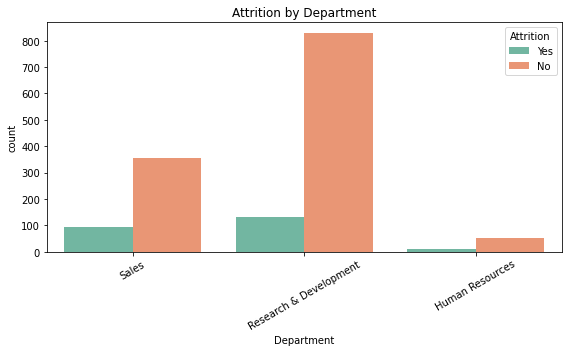 Attrition by Department
Attrition
Yes
No
count
800
700
600
500
400
300
200
100
0
Sales
Research & Development
Human Resources
Department